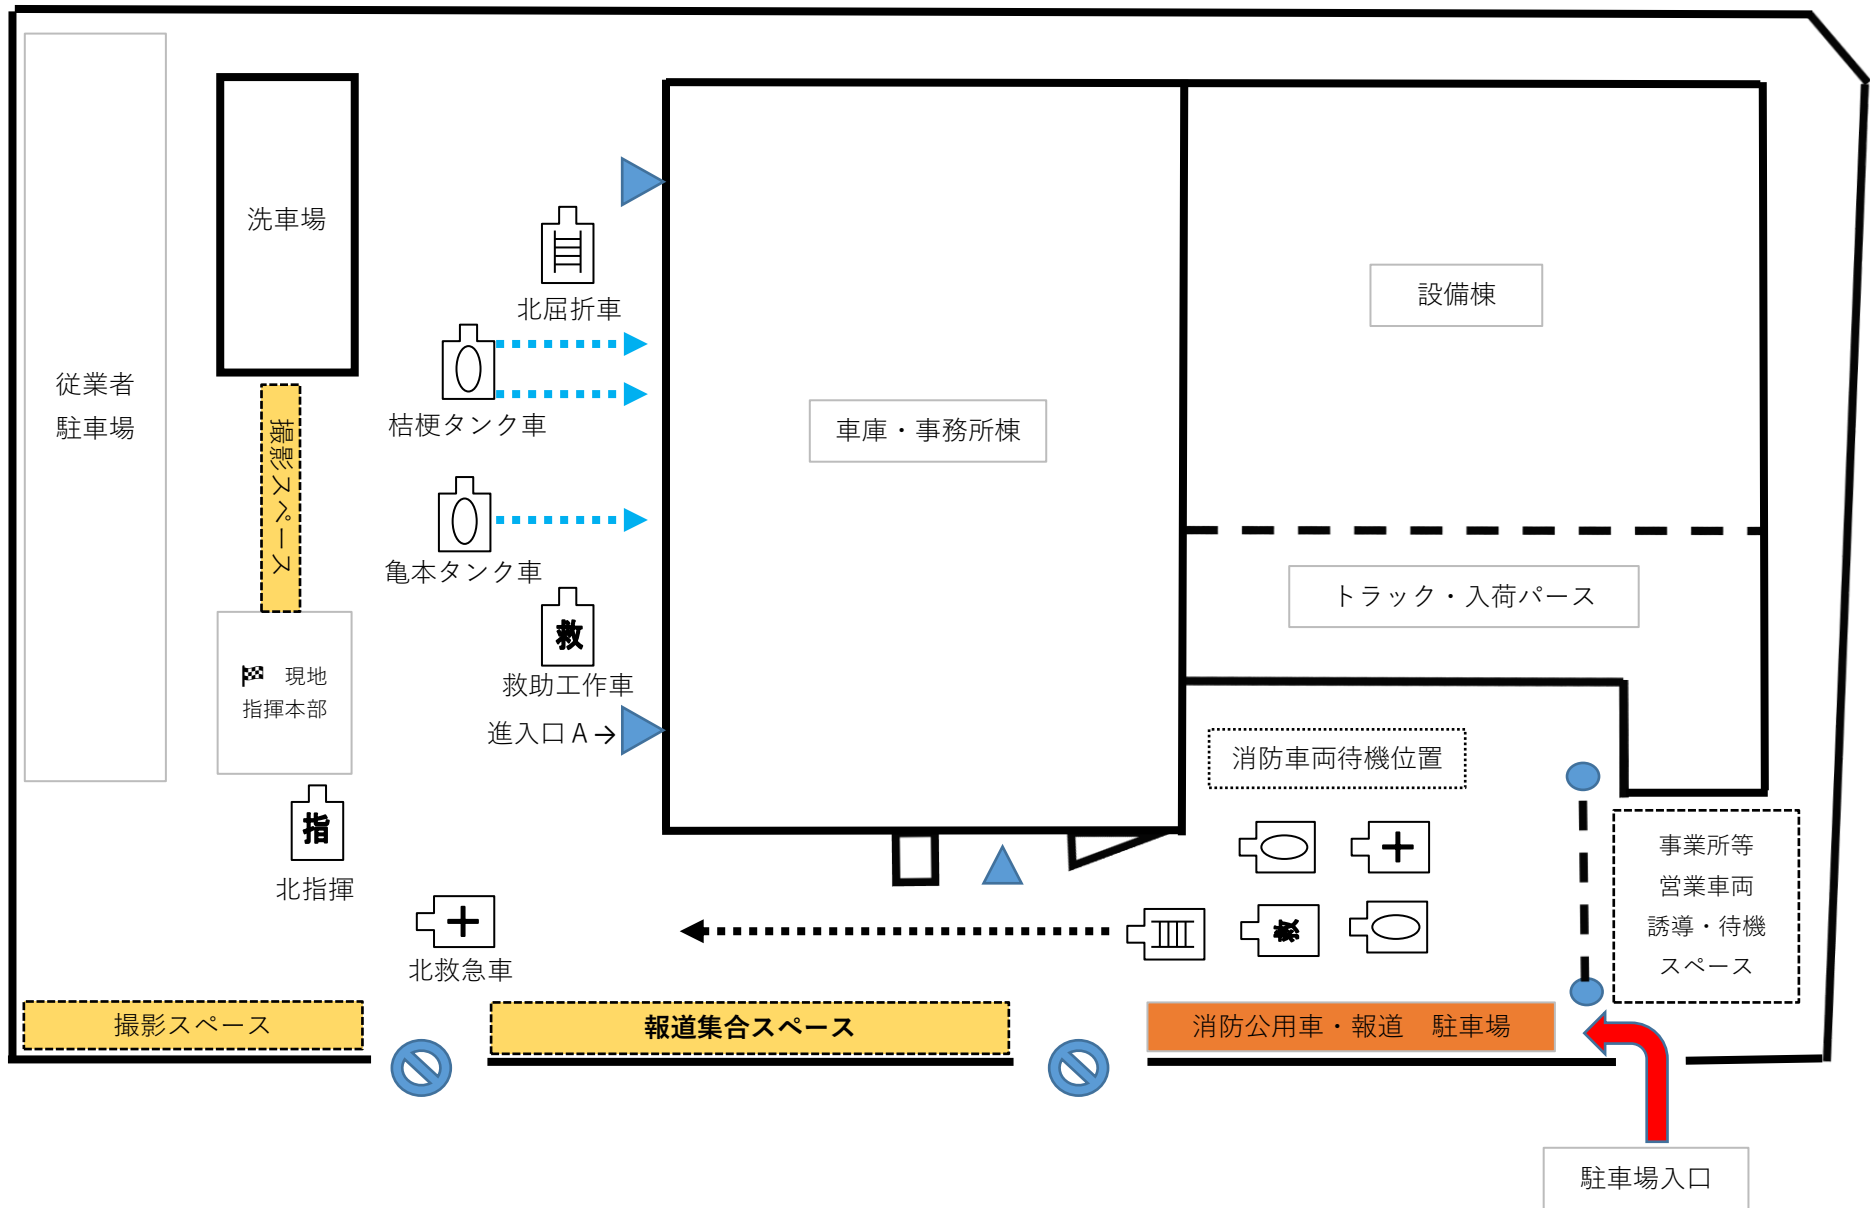 洗車場
北屈折車
設備棟
従業者
駐車場
撮影スペース
桔梗タンク車
車庫・事務所棟
亀本タンク車
トラック・入荷パース
救
救助工作車
現地
指揮本部
進入口 A→
消防車両待機位置
指
北指揮
事業所等
営業車両
誘導・待機
スペース
救
北救急車
撮影スペース
報道集合スペース
消防公用車・報道　駐車場
駐車場入口